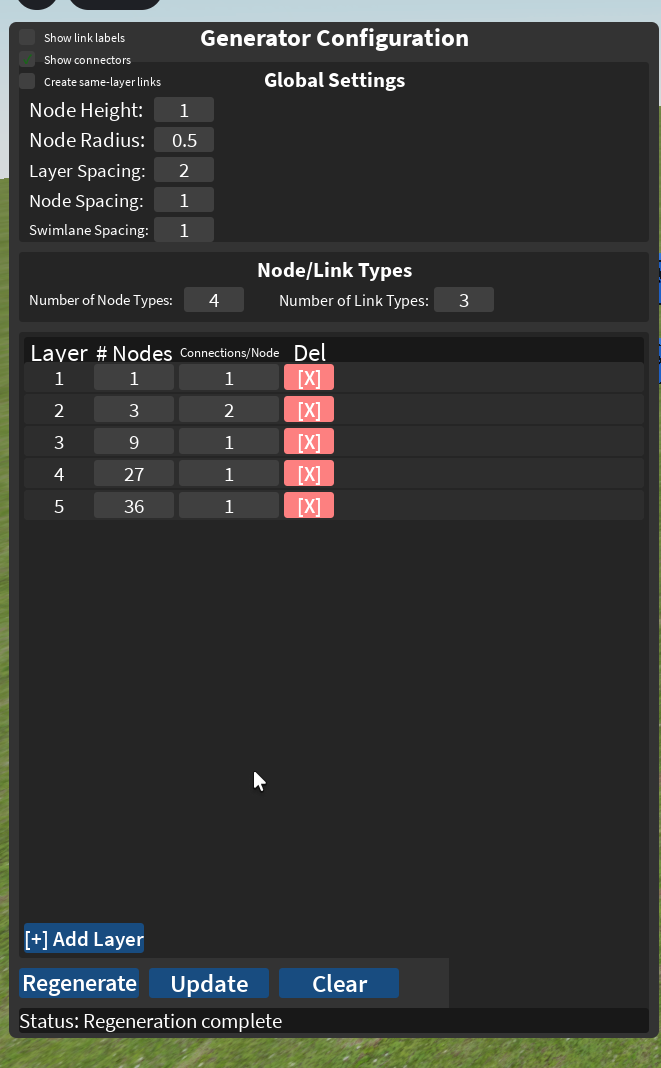 Generator Configuration
Show link labels
Show connectors
Create same-layer links
Global Settings
Node Height: 1
Node Radius: 0.5
Layer Spacing: 2
Node Spacing: 1
Swimlane Spacing: 1
Node/Link Types
Number of Node Types: 4 Number of Link Types: 3
Layer # Nodes Connections/Node Del
1 1 1 [X]
2 3 2 [X]
3 9 1 [X]
4 27 1 [X]
5 36 1 [X]
[+] Add Layer
Regenerate Update Clear
Status: Regeneration complete